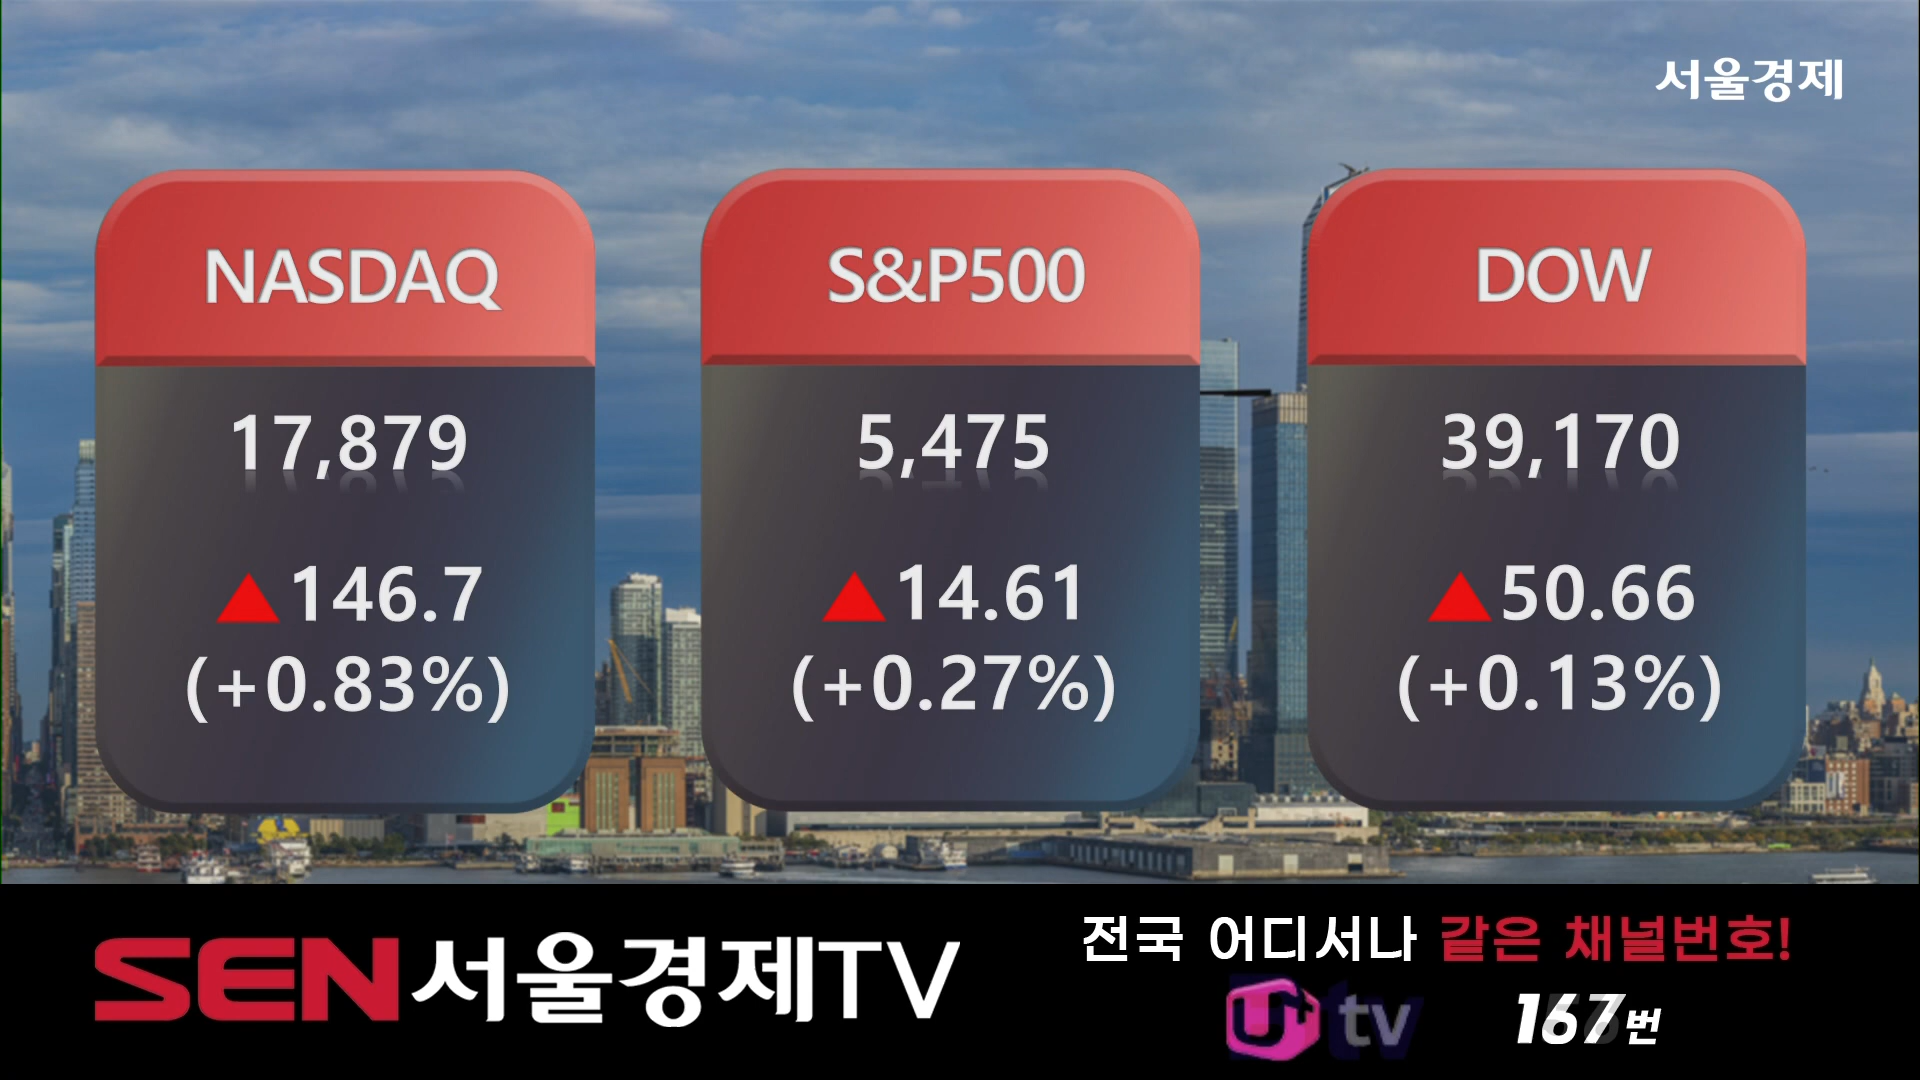 서울경제
NASDAQ
17,879
▲146.7
(+0.83%)
S&P500
5,475
▲14.61
(+0.27%)
DOW
39,170
▲50.66
(+0.13%)
SEN서울경제TV
전국 어디서나 같은 채널번호!
U+tv 167번